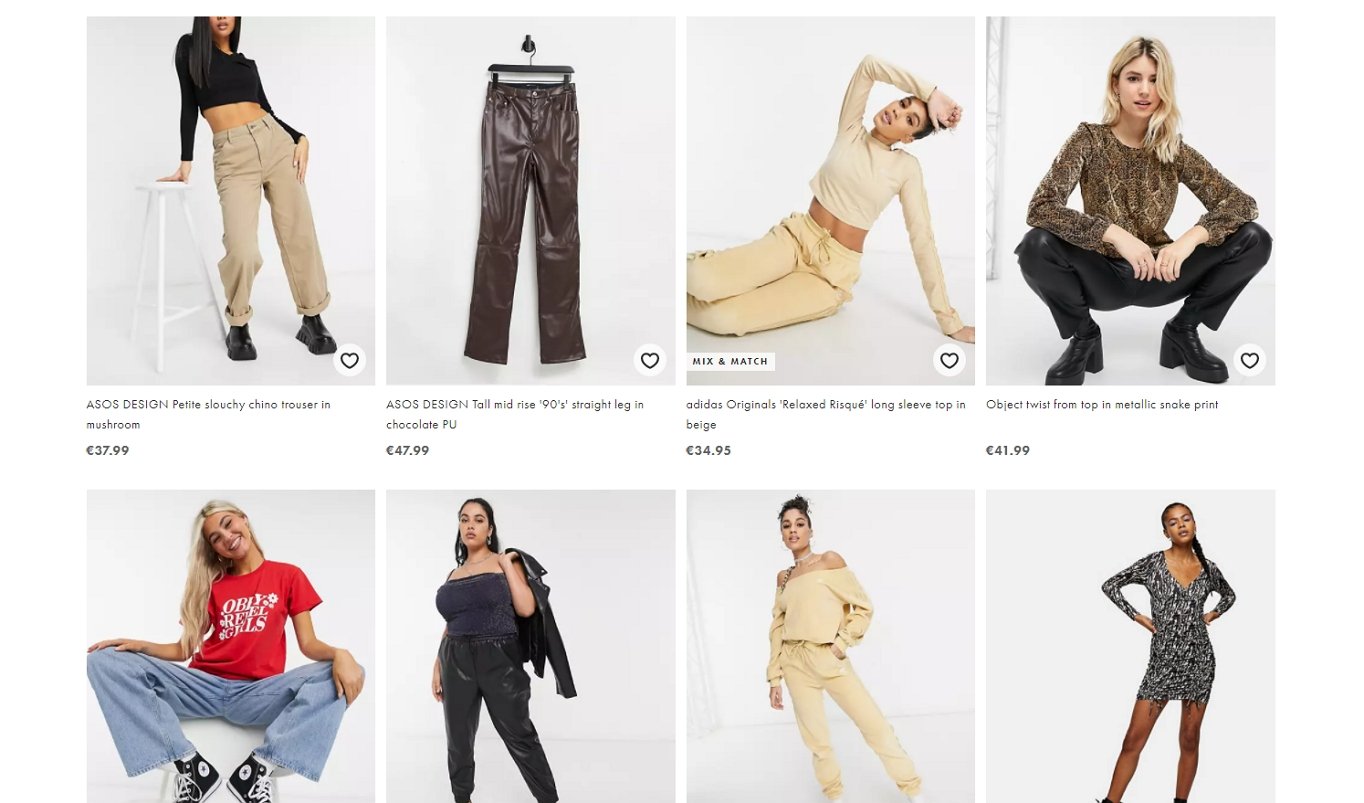 MIX & MATCH
ASOS DESIGN Petite slouchy chino trouser in
mushroom
€37.99
ASOS DESIGN Tall mid rise '90's' straight leg in
chocolate PU
€47.99
adidas Originals 'Relaxed Risqué' long sleeve top in
beige
€34.95
Object twist from top in metallic snake print
€41.99
REBEL
GIRLS